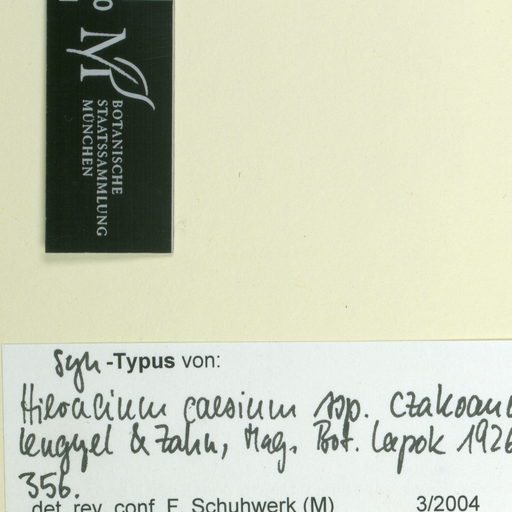 0
M
BOTANISCHE
STAATSSAMMLUNG
MÜNCHEN
Syn-Typus von:
Hieracium caesium ssp.
Lengyel & Zahn, Mag. Bot. Lapok 1926
356.
det. rev. conf. F. Schuhwerk (M) 3/2004